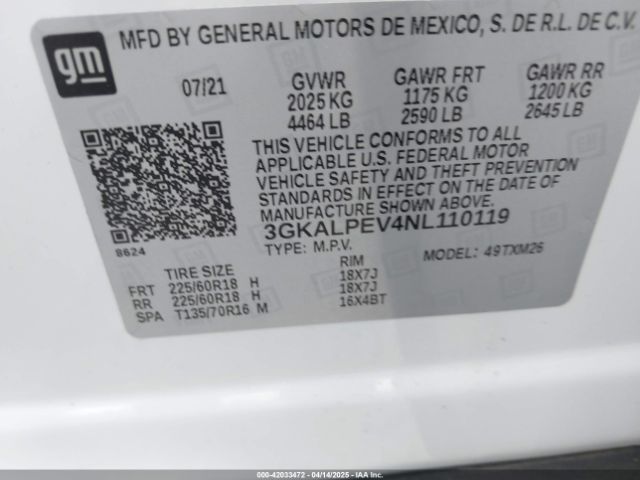 gm
MFD BY GENERAL MOTORS DE MEXICO, S. DE R.L. DE C.V.
07/21 GVWR GAWR FRT GAWR RR
2025 KG 1175 KG 1200 KG
4464 LB 2590 LB 2645 LB
THIS VEHICLE CONFORMS TO ALL
APPLICABLE U.S. FEDERAL MOTOR
VEHICLE SAFETY AND THEFT PREVENTION
STANDARDS IN EFFECT ON THE DATE OF
MANUFACTURE SHOWN ABOVE.
3GKALPEV4NL110119
8624
TYPE: M.P.V. MODEL: 49TXM26
TIRE SIZE RIM
FRT 225/60R18 H 18X7J
RR 225/60R18 H 18X7J
SPA T135/70R16 M 16X4BT
000-42033472 - 04/14/2025 - IAAI.COM